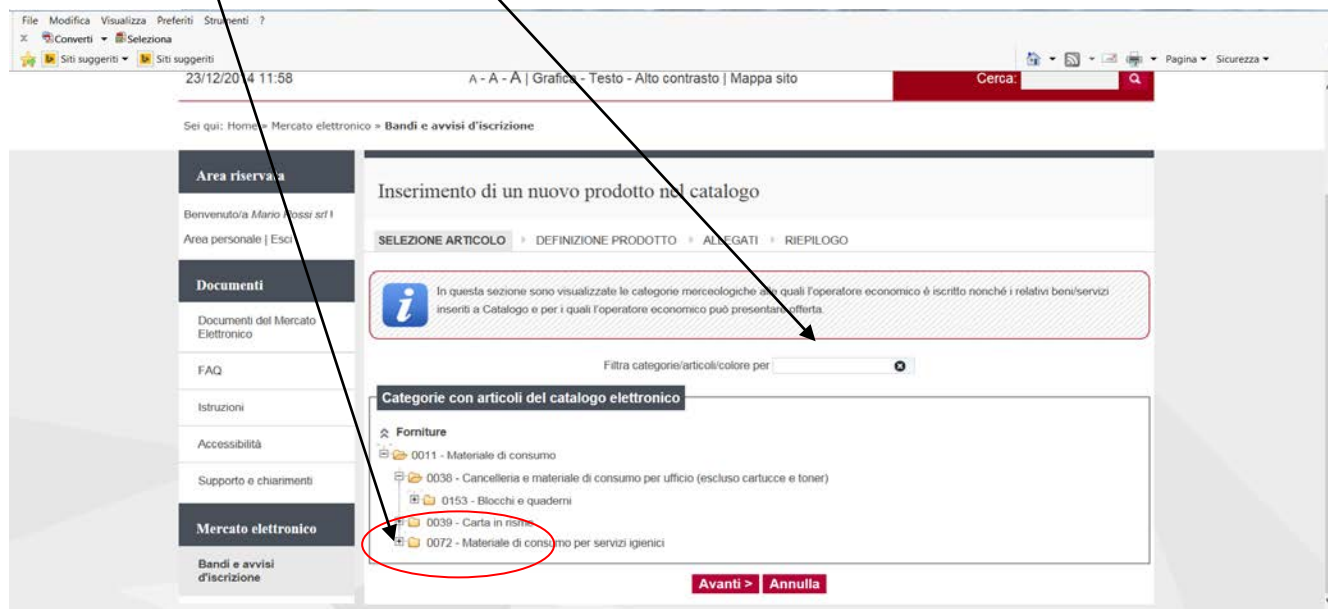 File Modifica Visualizza Preferiti Strumenti ?
x Converti Seleziona
Siti suggeriti Siti suggeriti
Pagina Sicurezza
23/12/2014 11:58
A - A - A | Grafica - Testo - Alto contrasto | Mappa sito
Cerca:
Sei qui: Home » Mercato elettronico » Bandi e avvisi d'iscrizione
Area riservata
Benvenuto/a Mario Rossi srl !
Area personale | Esci
Documenti
Documenti del Mercato
Elettronico
FAQ
Istruzioni
Accessibilità
Supporto e chiarimenti
Mercato elettronico
Bandi e avvisi
d'iscrizione
Inserimento di un nuovo prodotto nel catalogo
SELEZIONE ARTICOLO DEFINIZIONE PRODOTTO ALLEGATI RIEPILOGO
In questa sezione sono visualizzate le categorie merceologiche alle quali l'operatore economico è iscritto nonché i relativi beni/servizi
inseriti a Catalogo e per i quali l'operatore economico può presentare offerta.
Filtra categorie/articoli/colore per
Categorie con articoli del catalogo elettronico
Forniture
0011 - Materiale di consumo
0038 - Cancelleria e materiale di consumo per ufficio (escluso cartucce e toner)
0153 - Blocchi e quaderni
0039 - Carta in risme
0072 - Materiale di consumo per servizi igienici
Avanti > Annulla